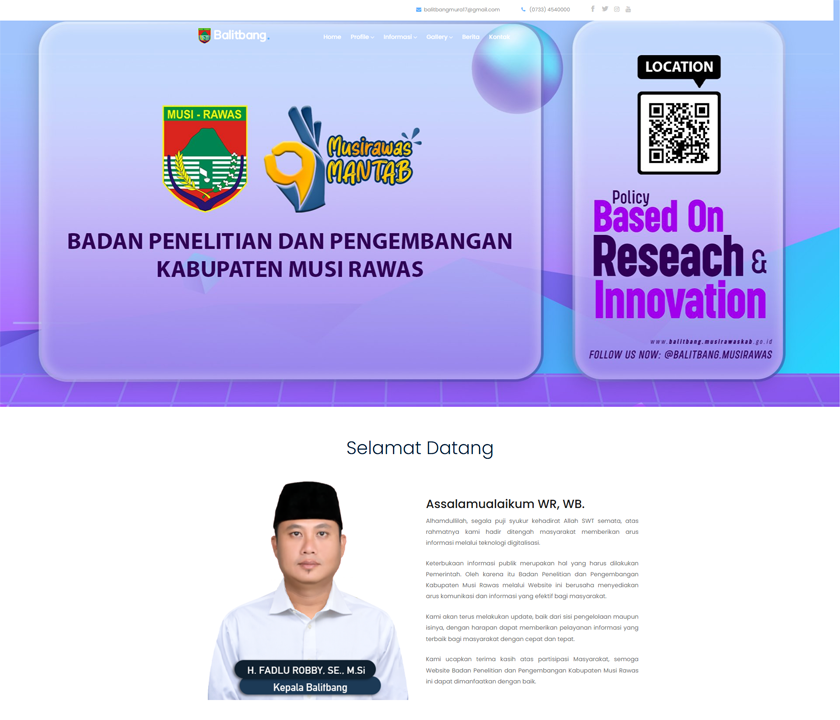 balitbangmura17@gmail.com (0733) 4540000
Balitbang.
Home Profile Informasi Gallery Berita Kontak
LOCATION
MUSI - RAWAS
Musirawas
MANTAB
BADAN PENELITIAN DAN PENGEMBANGAN
KABUPATEN MUSI RAWAS
Policy
Based On
Reseach &
Innovation
www.balitbang.musirawaskab.go.id
FOLLOW US NOW: @BALITBANG.MUSIRAWAS
Selamat Datang
Assalamualaikum WR, WB.
Alhamdulillah, segala puji syukur kehadirat Allah SWT semata, atas
rahmatnya kami hadir ditengah masyarakat memberikan arus
informasi melalui teknologi digitalisasi.
Keterbukaan informasi publik merupakan hal yang harus dilakukan
Pemerintah. Oleh karena itu Badan Penelitian dan Pengembangan
Kabupaten Musi Rawas melalui Website ini berusaha menyediakan
arus komunikasi dan informasi yang efektif bagi masyarakat.
Kami akan terus melakukan update, baik dari sisi pengelolaan maupun
isinya, dengan harapan dapat memberikan pelayanan informasi yang
terbaik bagi masyarakat dengan cepat dan tepat.
Kami ucapkan terima kasih atas partisipasi Masyarakat, semoga
Website Badan Penelitian dan Pengembangan Kabupaten Musi Rawas
ini dapat dimanfaatkan dengan baik.
H. FADLU ROBBY. SE., M.Si
Kepala Balitbang